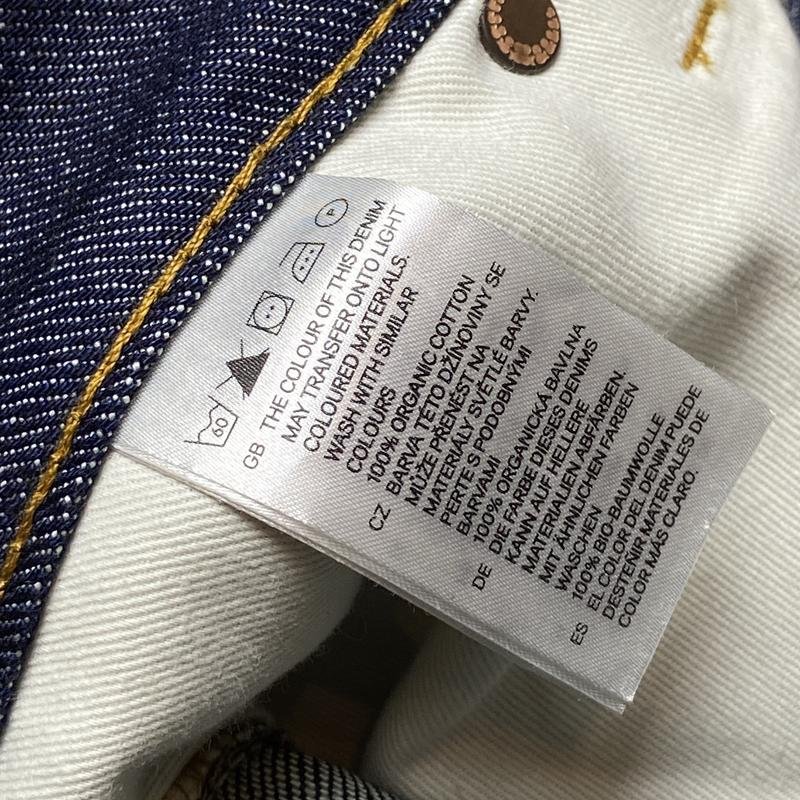 60
P
GB THE COLOUR OF THIS DENIM
MAY TRANSFER ONTO LIGHT
COLOURED MATERIALS.
WASH WITH SIMILAR
COLOURS
100% ORGANIC COTTON
CZ BARVA TÉTO DŽÍNOVINY SE
MŮŽE PŘENÉST NA
MATERIÁLY SVĚTLÉ BARVY.
PERTE S PODOBNÝMI
BARVAMI
100% ORGANICKÁ BAVLNA
DE DIE FARBE DIESES DENIMS
KANN AUF HELLERE
MATERIALIEN ABFÄRBEN.
MIT ÄHNLICHEN FARBEN
WASCHEN
100% BIO-BAUMWOLLE
ES EL COLOR DEL DENIM PUEDE
DESTENIR MATERIALES DE
COLOR MÁS CLARO.